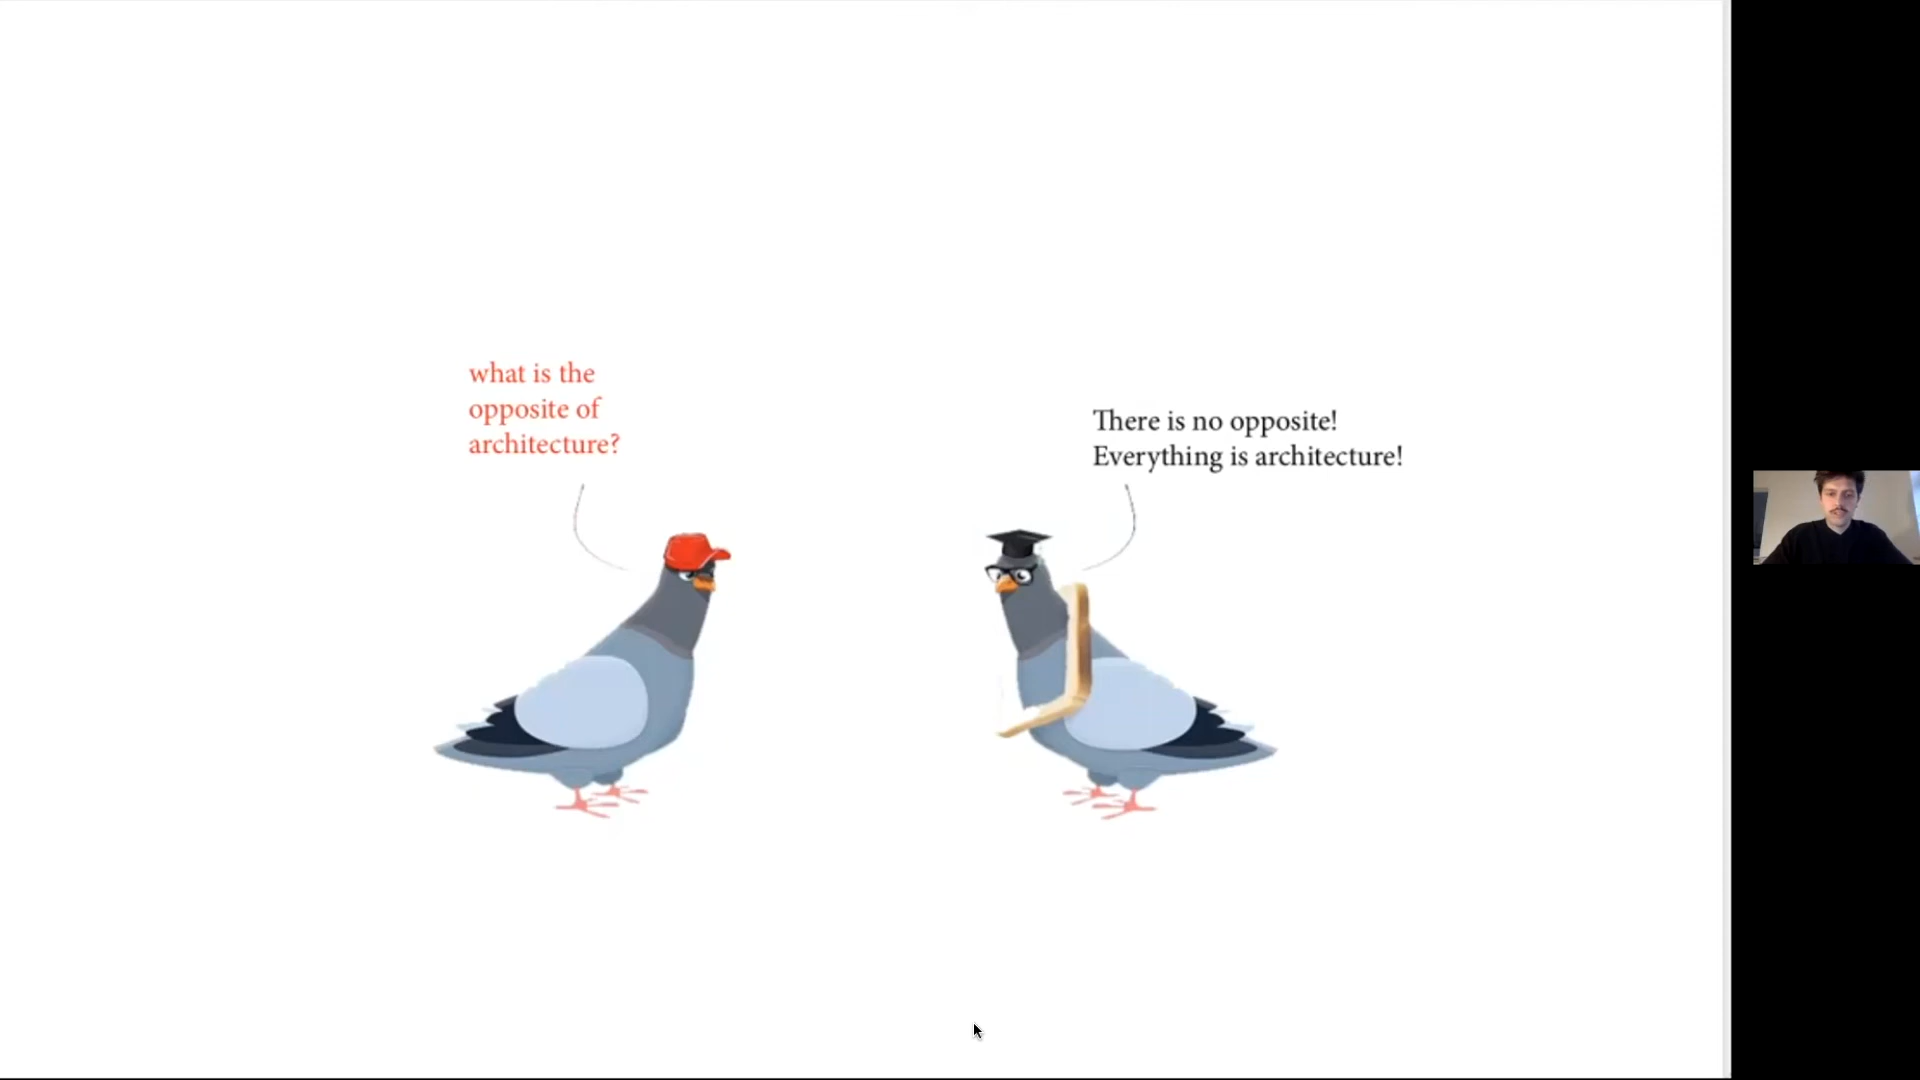 what is the
opposite of
architecture?
There is no opposite!
Everything is architecture!